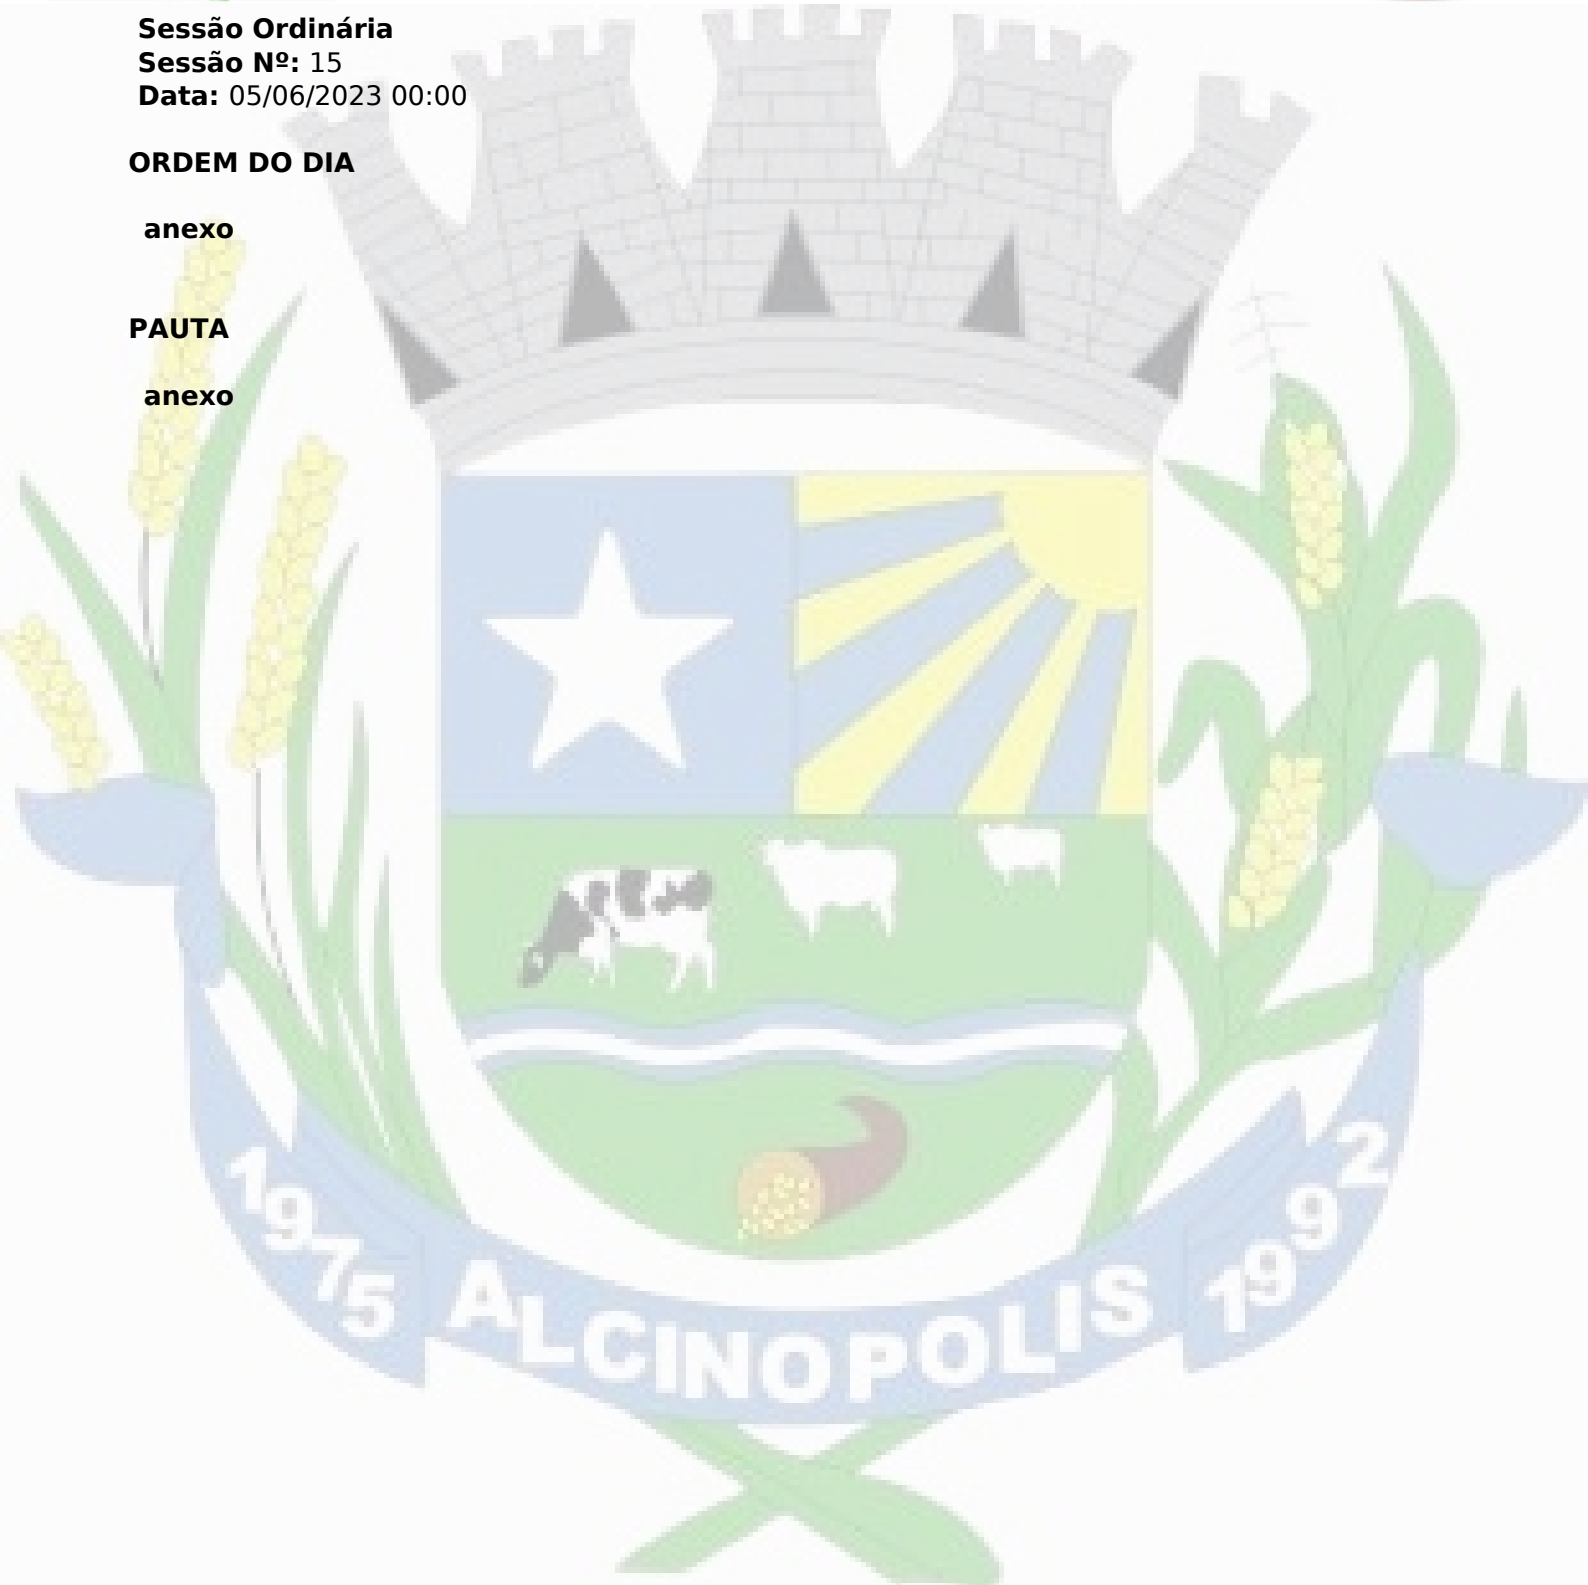 Sessão Ordinária
Sessão Nº: 15
Data: 05/06/2023 00:00
ORDEM DO DIA
anexo
PAUTA
anexo
1975 ALCINOPOLIS 1992